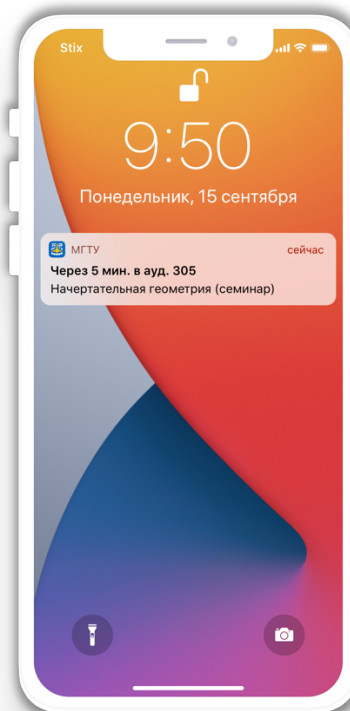 Stix
9:50
Понедельник, 15 сентября
МГТУ сейчас
Через 5 мин. в ауд. 305
Начертательная геометрия (семинар)